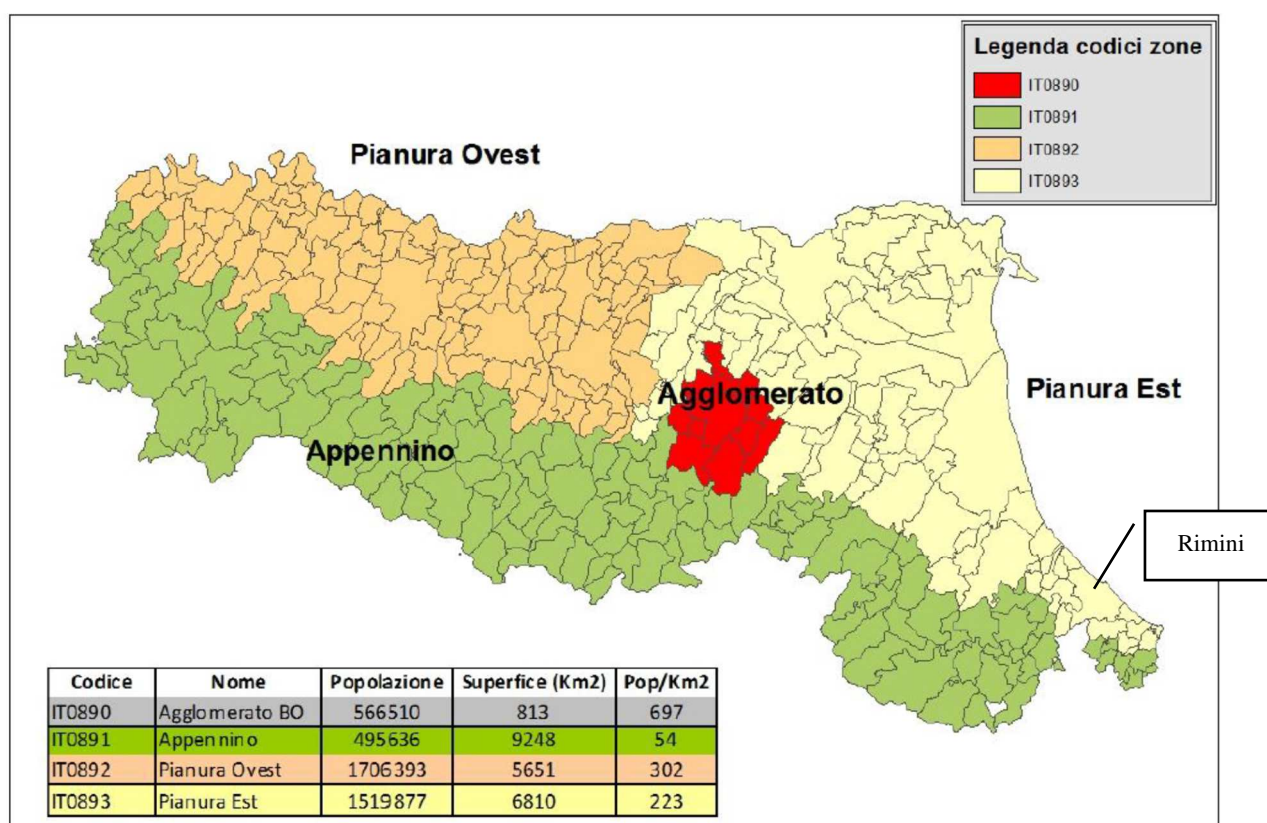 Legenda codici zone
IT0890
IT0891
IT0892
IT0893
Pianura Ovest
Agglomerato
Pianura Est
Appennino
Rimini
Codice Nome Popolazione Superfice (Km2) Pop/Km2
IT0890 Agglomerato BO 566510 813 697
IT0891 Appennino 495636 9248 54
IT0892 Pianura Ovest 1706393 5651 302
IT0893 Pianura Est 1519877 6810 223